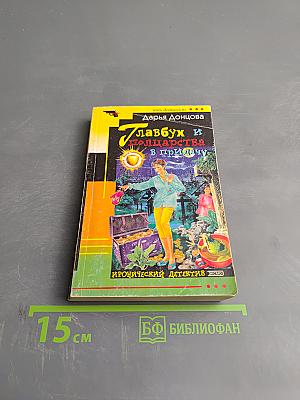 Дарья Донцова
Главбух и
полцарства
в придачу
ИРОНИЧЕСКИЙ ДЕТЕКТИВ
15 см
БФ БИБЛИОФАН